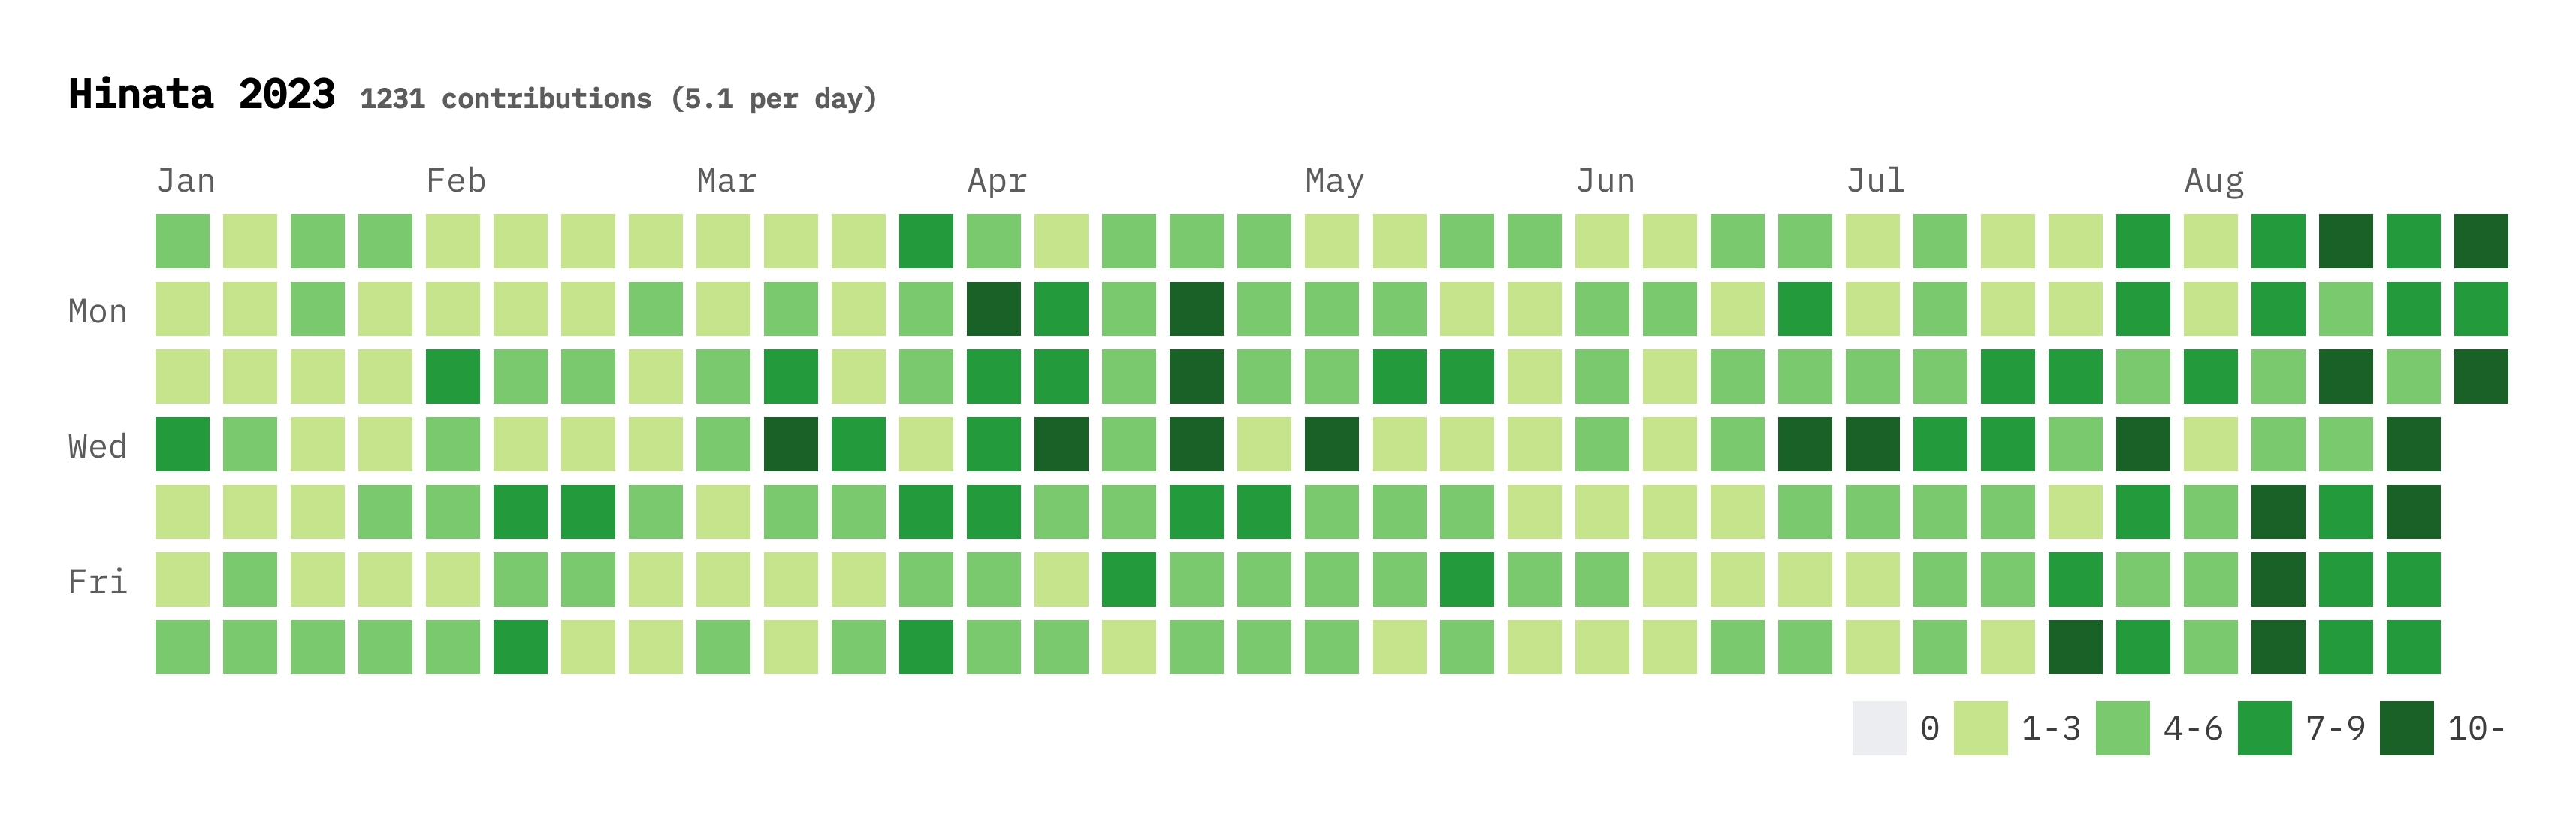 Hinata 2023 1231 contributions (5.1 per day)
Jan Feb Mar Apr May Jun Jul Aug
Mon
Wed
Fri
0 1-3 4-6 7-9 10-